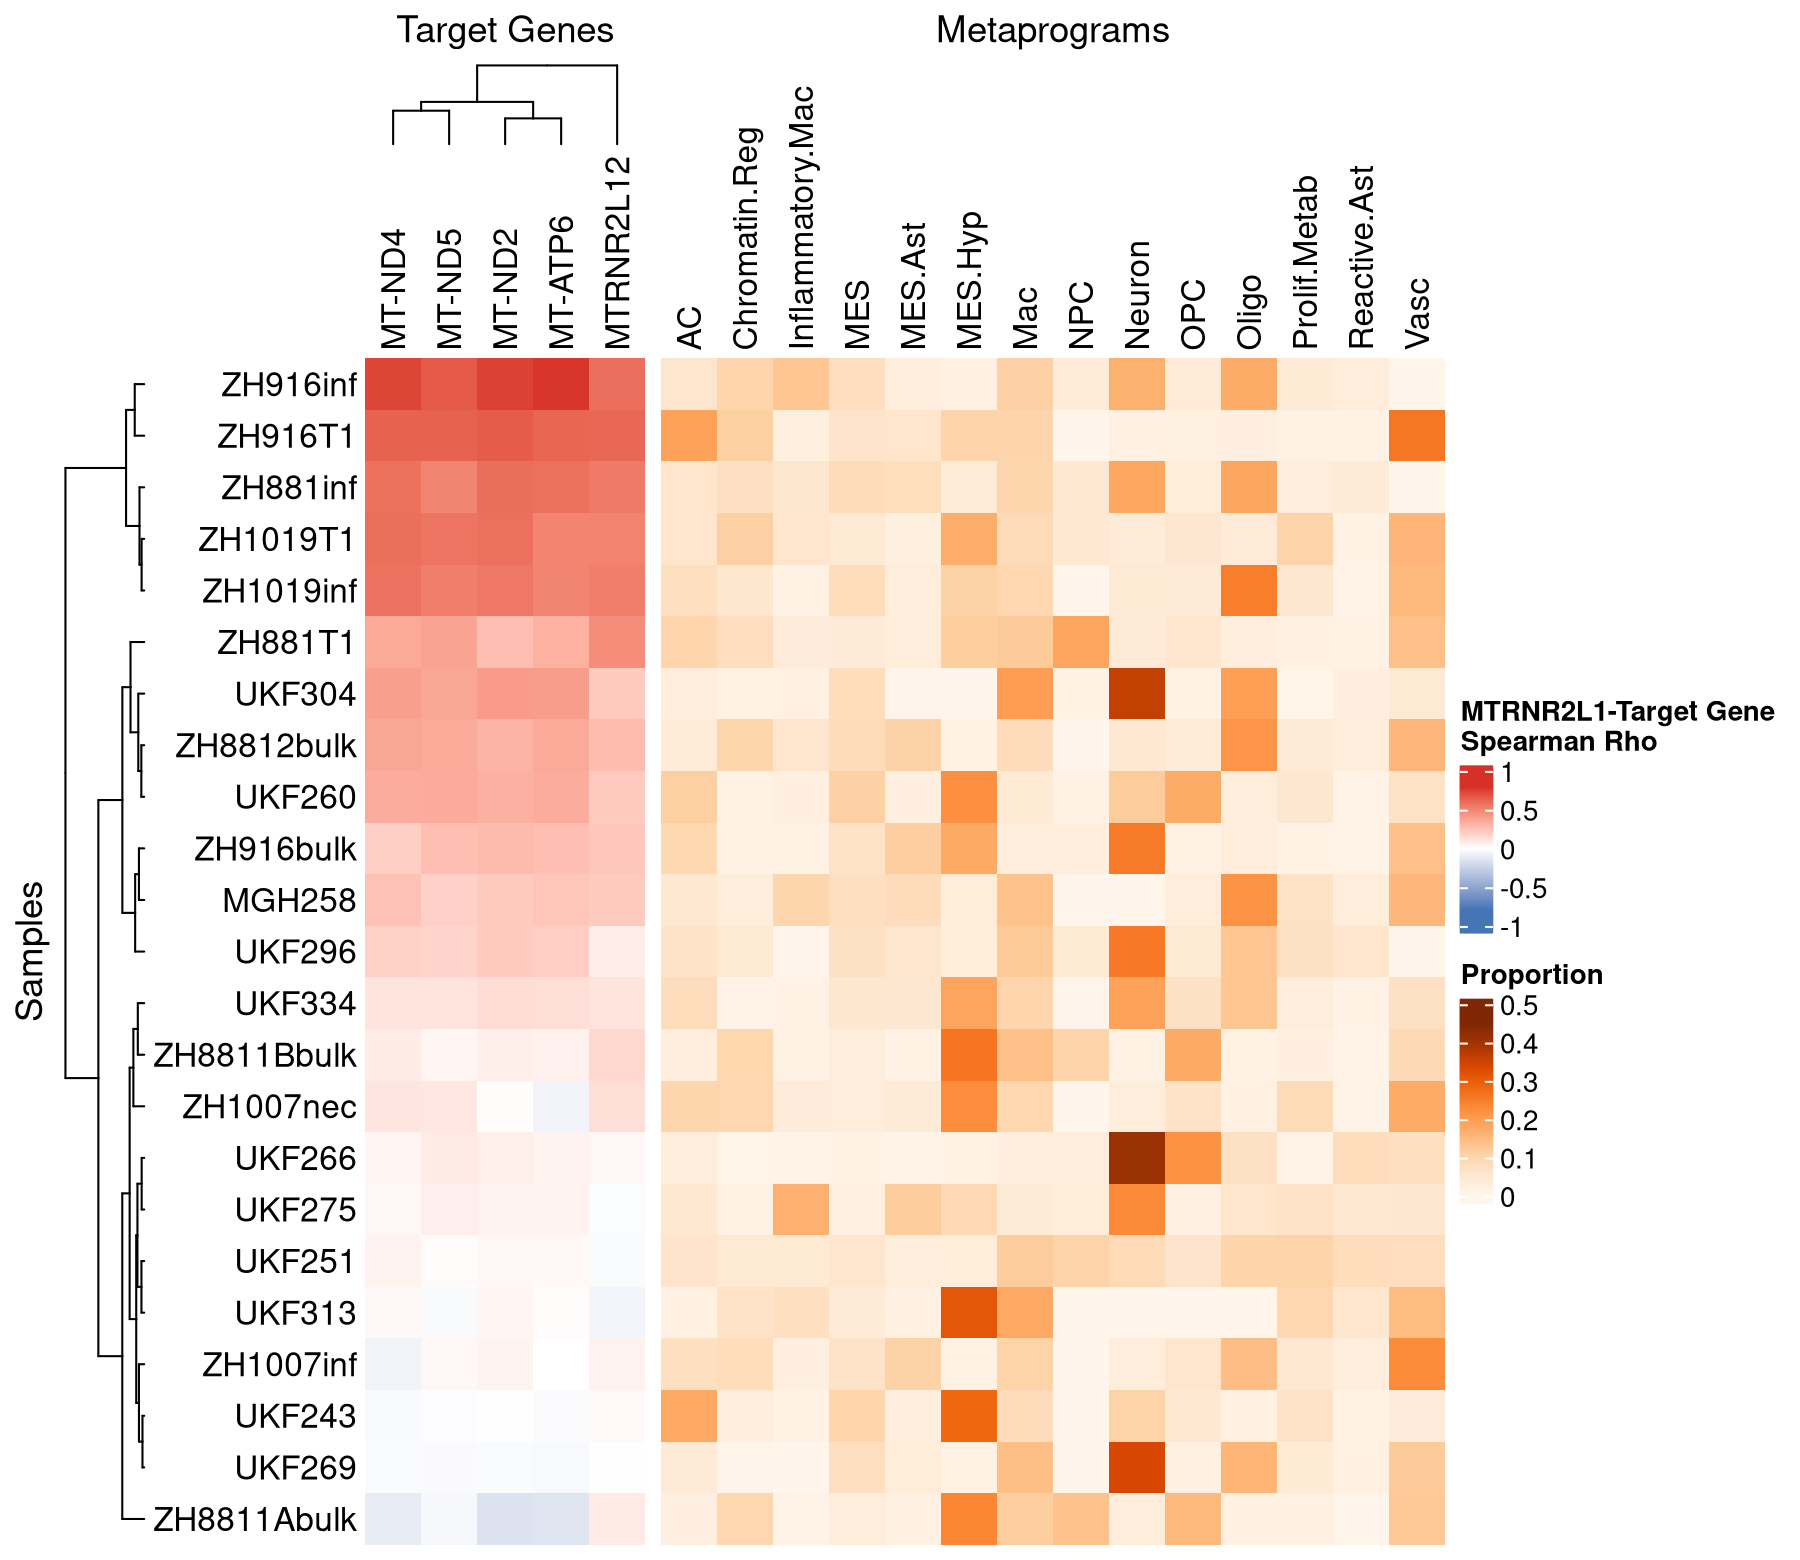 Target Genes
Metaprograms
MT-ND4
MT-ND5
MT-ND2
MT-ATP6
MTRNR2L12
AC
Chromatin.Reg
Inflammatory.Mac
MES
MES.Ast
MES.Hyp
Mac
NPC
Neuron
OPC
Oligo
Prolif.Metab
Reactive.Ast
Vasc
Samples
ZH916inf
ZH916T1
ZH881inf
ZH1019T1
ZH1019inf
ZH881T1
UKF304
ZH8812bulk
UKF260
ZH916bulk
MGH258
UKF296
UKF334
ZH8811Bbulk
ZH1007nec
UKF266
UKF275
UKF251
UKF313
ZH1007inf
UKF243
UKF269
ZH8811Abulk
MTRNR2L1-Target Gene
Spearman Rho
1
0.5
0
-0.5
-1
Proportion
0.5
0.4
0.3
0.2
0.1
0